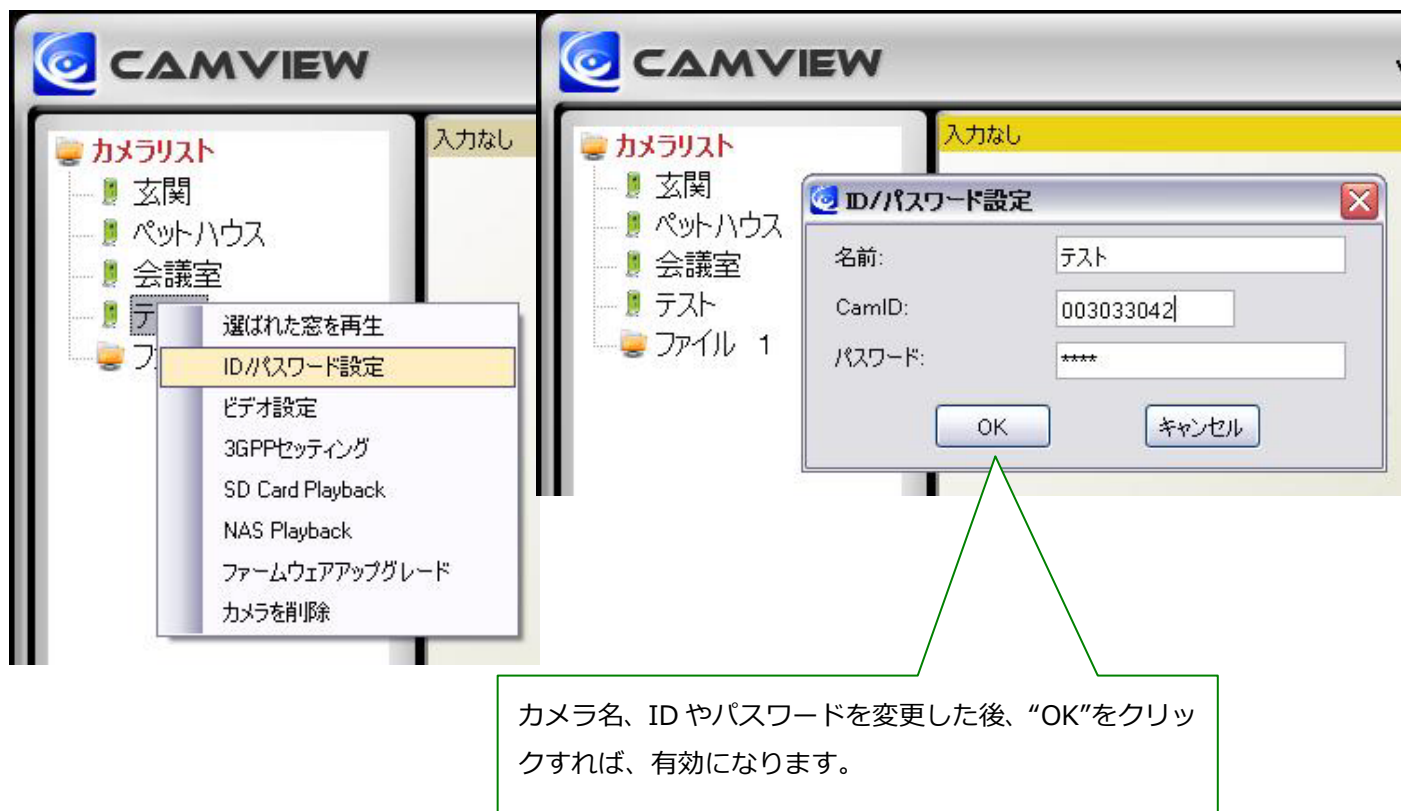 CAMVIEW
カメラリスト
玄関
ペットハウス
会議室
テ
フ
入力なし
選ばれた窓を再生
ID/パスワード設定
ビデオ設定
3GPPセッティング
SD Card Playback
NAS Playback
ファームウェアアップグレード
カメラを削除
CAMVIEW
カメラリスト
玄関
ペットハウス
会議室
テスト
ファイル 1
入力なし
ID/パスワード設定
名前: テスト
CamID: 003033042
パスワード: ****
OK キャンセル
カメラ名、ID やパスワードを変更した後、“OK”をクリッ
クすれば、有効になります。